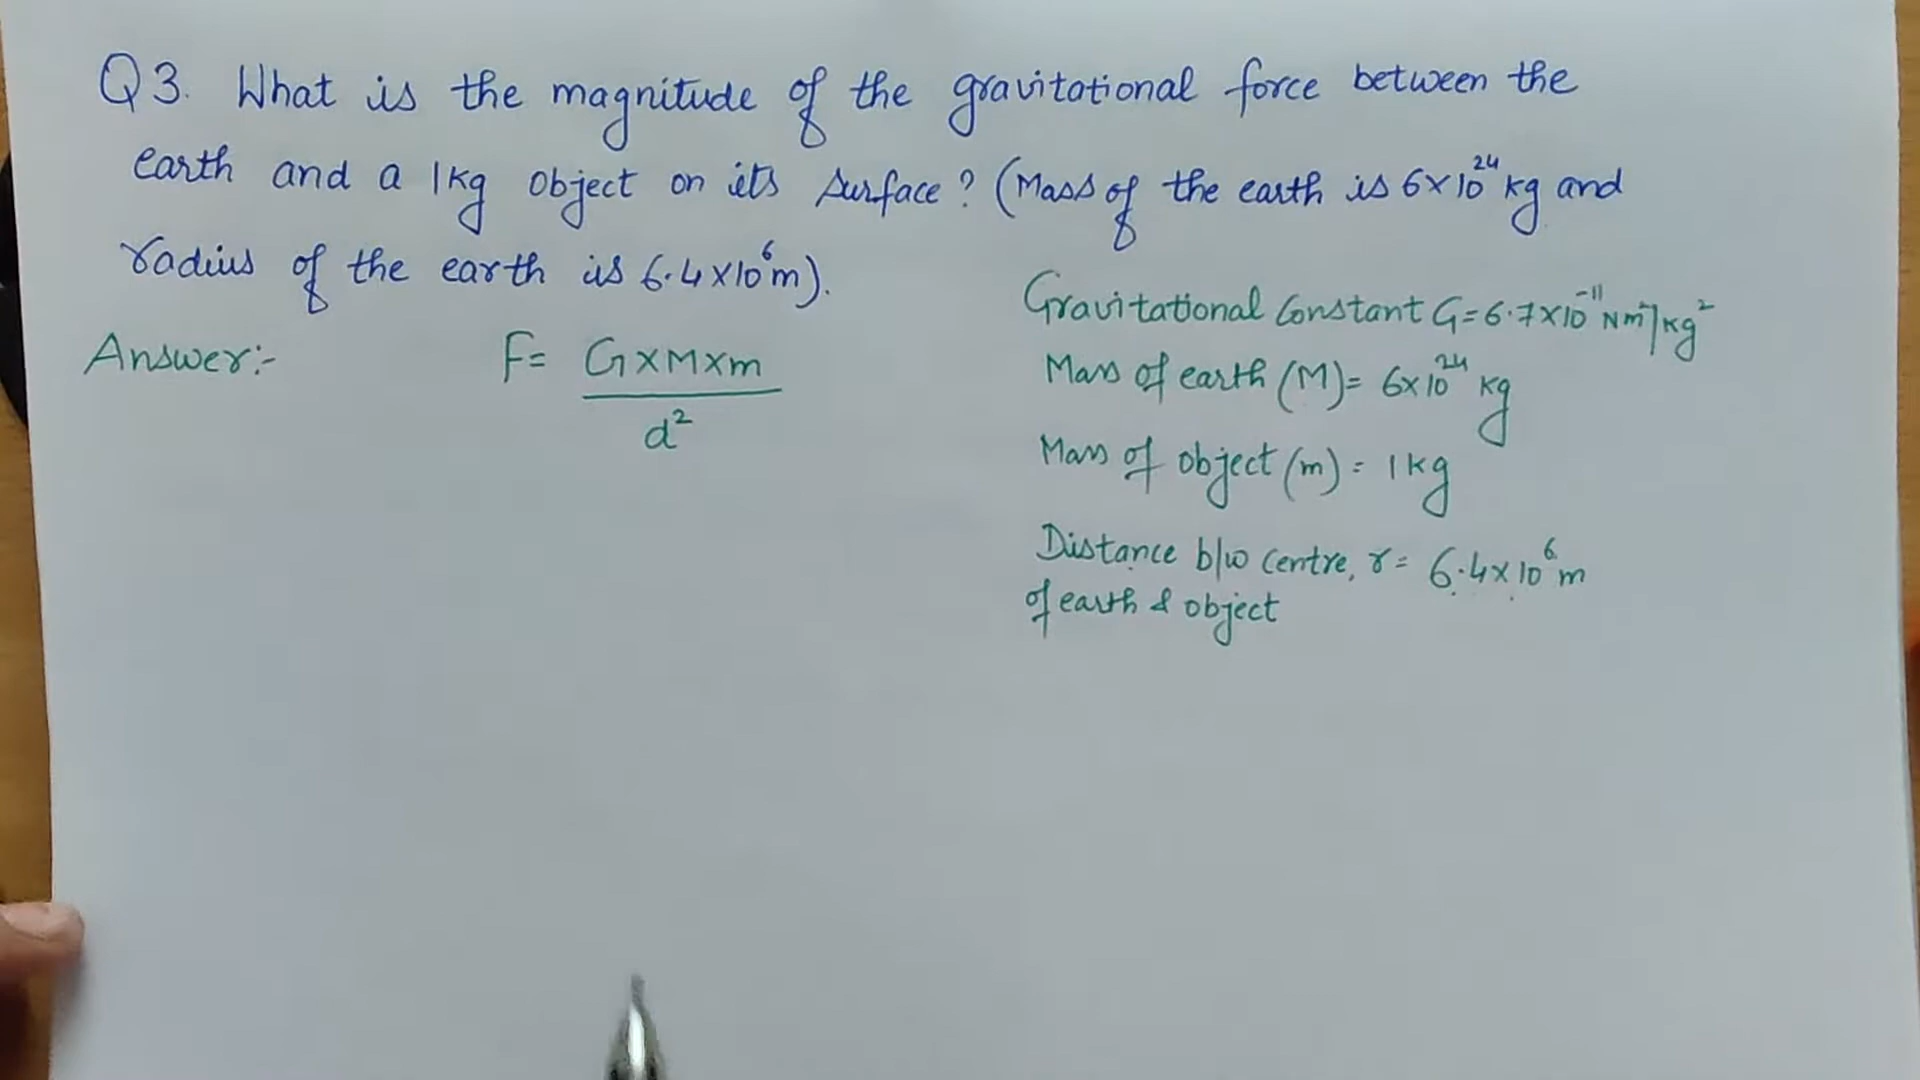 Q3. What is the magnitude of the gravitational force between the
earth and a 1kg object on its surface? (Mass of the earth is 6×10²⁴ kg and
radius of the earth is 6.4×10⁶m).
Answer:-
F= G×M×m
d²
Gravitational Constant G=6.7×10⁻¹¹ Nm²/kg²
Mass of earth (M)= 6×10²⁴ kg
Mass of object (m) = 1kg
Distance b/w centre, r= 6.4×10⁶m
of earth & object